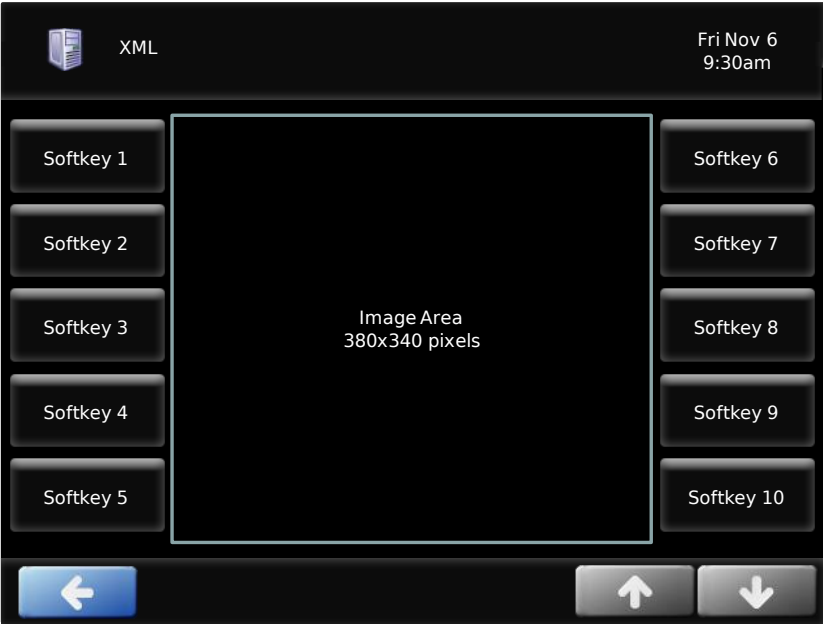 XML
Fri Nov 6
9:30am
Softkey 1
Softkey 2
Softkey 3
Softkey 4
Softkey 5
Image Area
380x340 pixels
Softkey 6
Softkey 7
Softkey 8
Softkey 9
Softkey 10